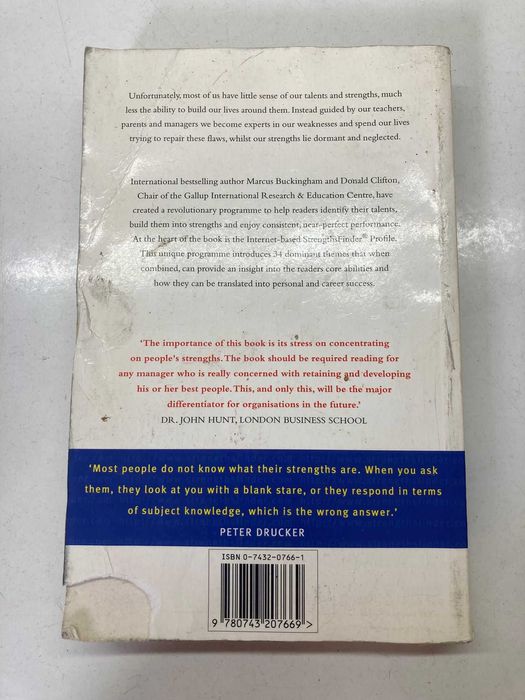 Unfortunately, most of us have little sense of our talents and strengths, much
less the ability to build our lives around them. Instead guided by our teachers,
parents and managers we become experts in our weaknesses and spend our lives
trying to repair these flaws, whilst our strengths lie dormant and neglected.
International bestselling author Marcus Buckingham and Donald Clifton,
Chair of the Gallup International Research & Education Centre, have
created a revolutionary programme to help readers identify their talents,
build them into strengths and enjoy consistent, near-perfect performance.
At the heart of the book is the Internet-based StrengthsFinder® Profile.
This unique programme introduces 34 dominant themes that when
combined, can provide an insight into the readers core abilities and
how they can be translated into personal and career success.
'The importance of this book is its stress on concentrating
on people's strengths. The book should be required reading for
any manager who is really concerned with retaining and developing
his or her best people. This, and only this, will be the major
differentiator for organisations in the future.'
DR. JOHN HUNT, LONDON BUSINESS SCHOOL
'Most people do not know what their strengths are. When you ask
them, they look at you with a blank stare, or they respond in terms
of subject knowledge, which is the wrong answer.'
PETER DRUCKER
ISBN 0-7432-0766-1
9 780743 207669 >